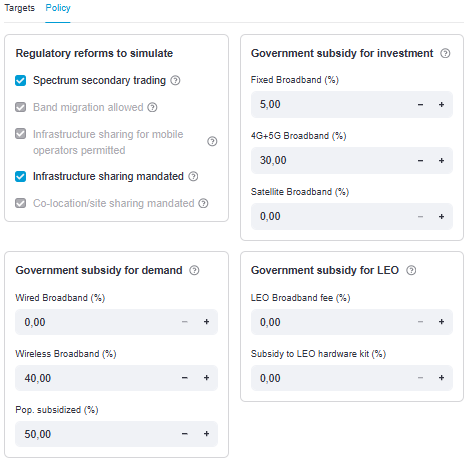 Targets Policy
Regulatory reforms to simulate
Spectrum secondary trading
Band migration allowed
Infrastructure sharing for mobile
operators permitted
Infrastructure sharing mandated
Co-location/site sharing mandated
Government subsidy for investment
Fixed Broadband (%)
5,00 − +
4G+5G Broadband (%)
30,00 − +
Satellite Broadband (%)
0,00 − +
Government subsidy for demand
Wired Broadband (%)
0,00 − +
Wireless Broadband (%)
40,00 − +
Pop. subsidized (%)
50,00 − +
Government subsidy for LEO
LEO Broadband fee (%)
0,00 − +
Subsidy to LEO hardware kit (%)
0,00 − +